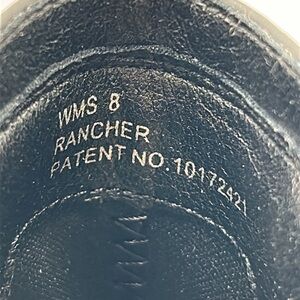 WMS 8
RANCHER
PATENT NO. 10172421